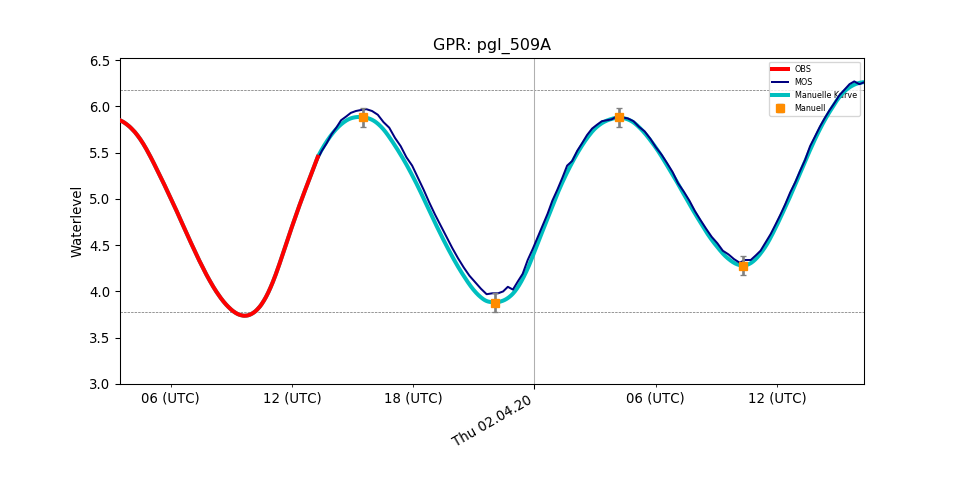 GPR: pgl_509A
OBS
MOS
Manuelle Kurve
Manuell
Waterlevel
6.5
6.0
5.5
5.0
4.5
4.0
3.5
3.0
06 (UTC)
12 (UTC)
18 (UTC)
Thu 02.04.20
06 (UTC)
12 (UTC)